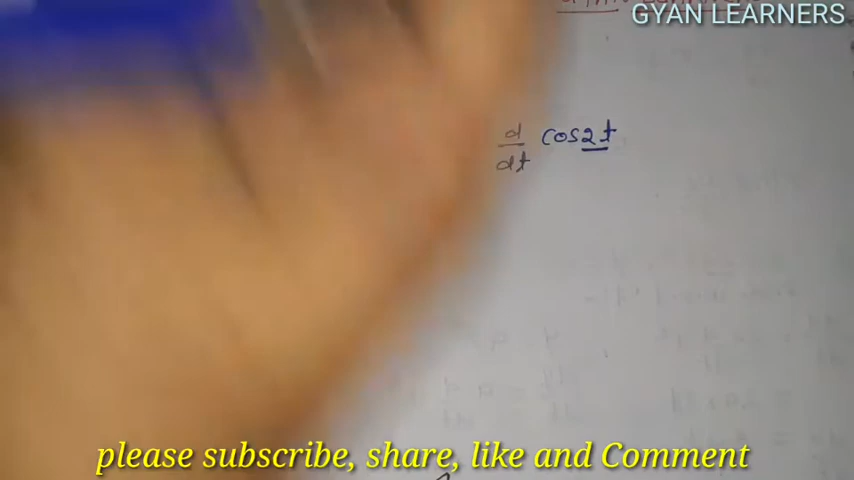 GYAN LEARNERS
d/dt cos2t
please subscribe, share, like and Comment